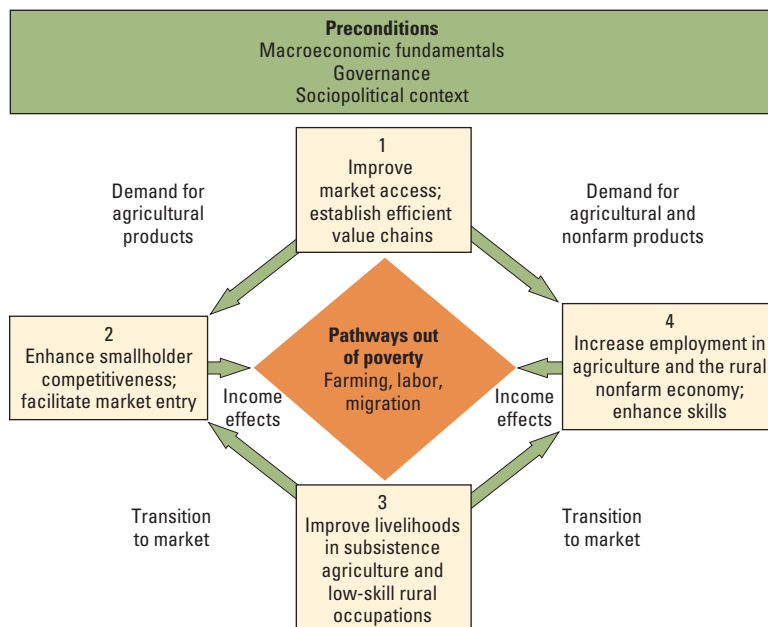 Preconditions
Macroeconomic fundamentals
Governance
Sociopolitical context
1
Improve
market access;
establish efficient
value chains
Demand for
agricultural
products
Demand for
agricultural and
nonfarm products
2
Enhance smallholder
competitiveness;
facilitate market entry
Pathways out
of poverty
Farming, labor,
migration
4
Increase employment in
agriculture and the rural
nonfarm economy;
enhance skills
Income
effects
Income
effects
Transition
to market
3
Improve livelihoods
in subsistence
agriculture and
low-skill rural
occupations
Transition
to market